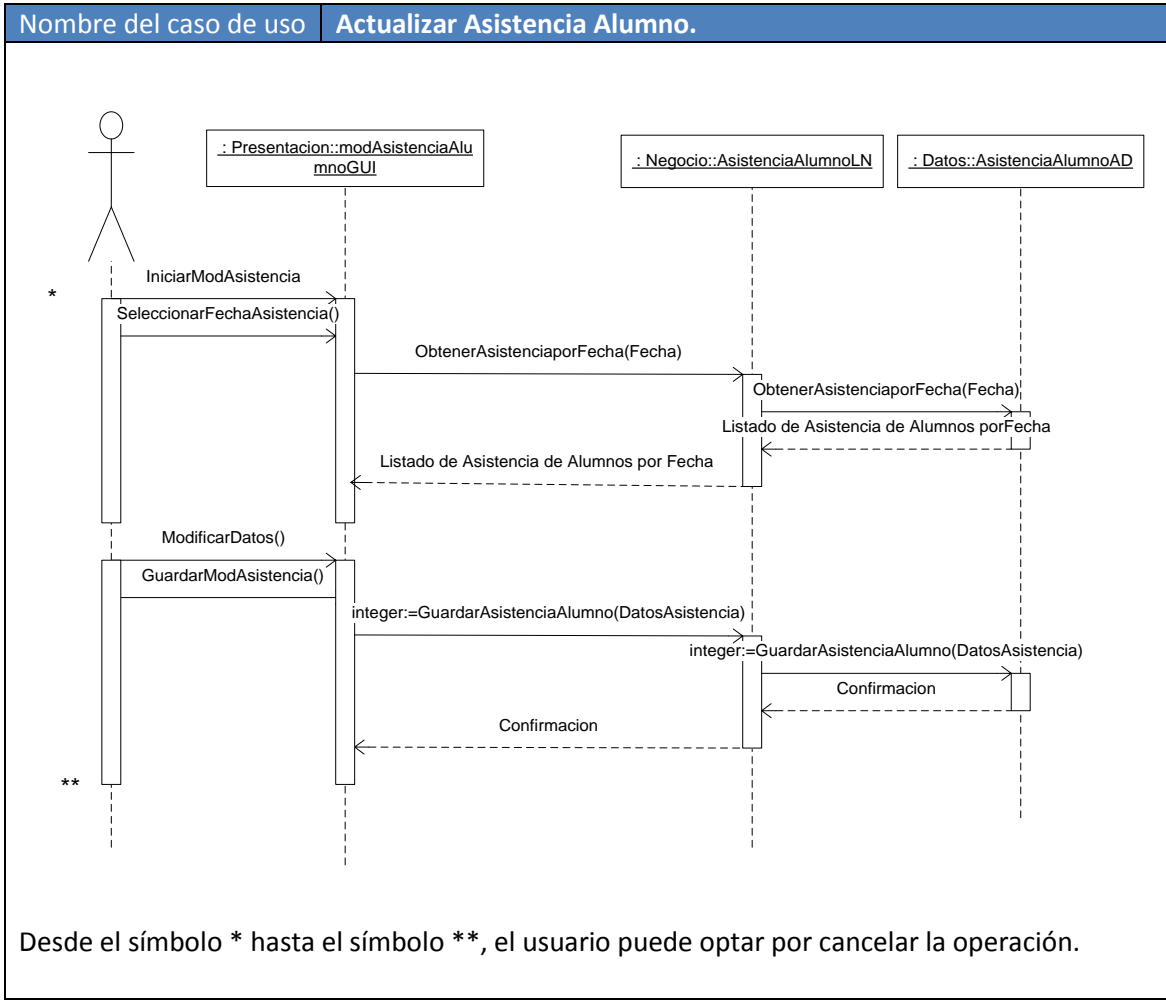 Nombre del caso de uso Actualizar Asistencia Alumno.
: Presentacion::modAsistenciaAlu
mnoGUI
: Negocio::AsistenciaAlumnoLN
: Datos::AsistenciaAlumnoAD
IniciarModAsistencia
*
SeleccionarFechaAsistencia()
ObtenerAsistenciaporFecha(Fecha)
ObtenerAsistenciaporFecha(Fecha)
Listado de Asistencia de Alumnos porFecha
Listado de Asistencia de Alumnos por Fecha
ModificarDatos()
GuardarModAsistencia()
integer:=GuardarAsistenciaAlumno(DatosAsistencia)
integer:=GuardarAsistenciaAlumno(DatosAsistencia)
Confirmacion
Confirmacion
**
Desde el símbolo * hasta el símbolo **, el usuario puede optar por cancelar la operación.